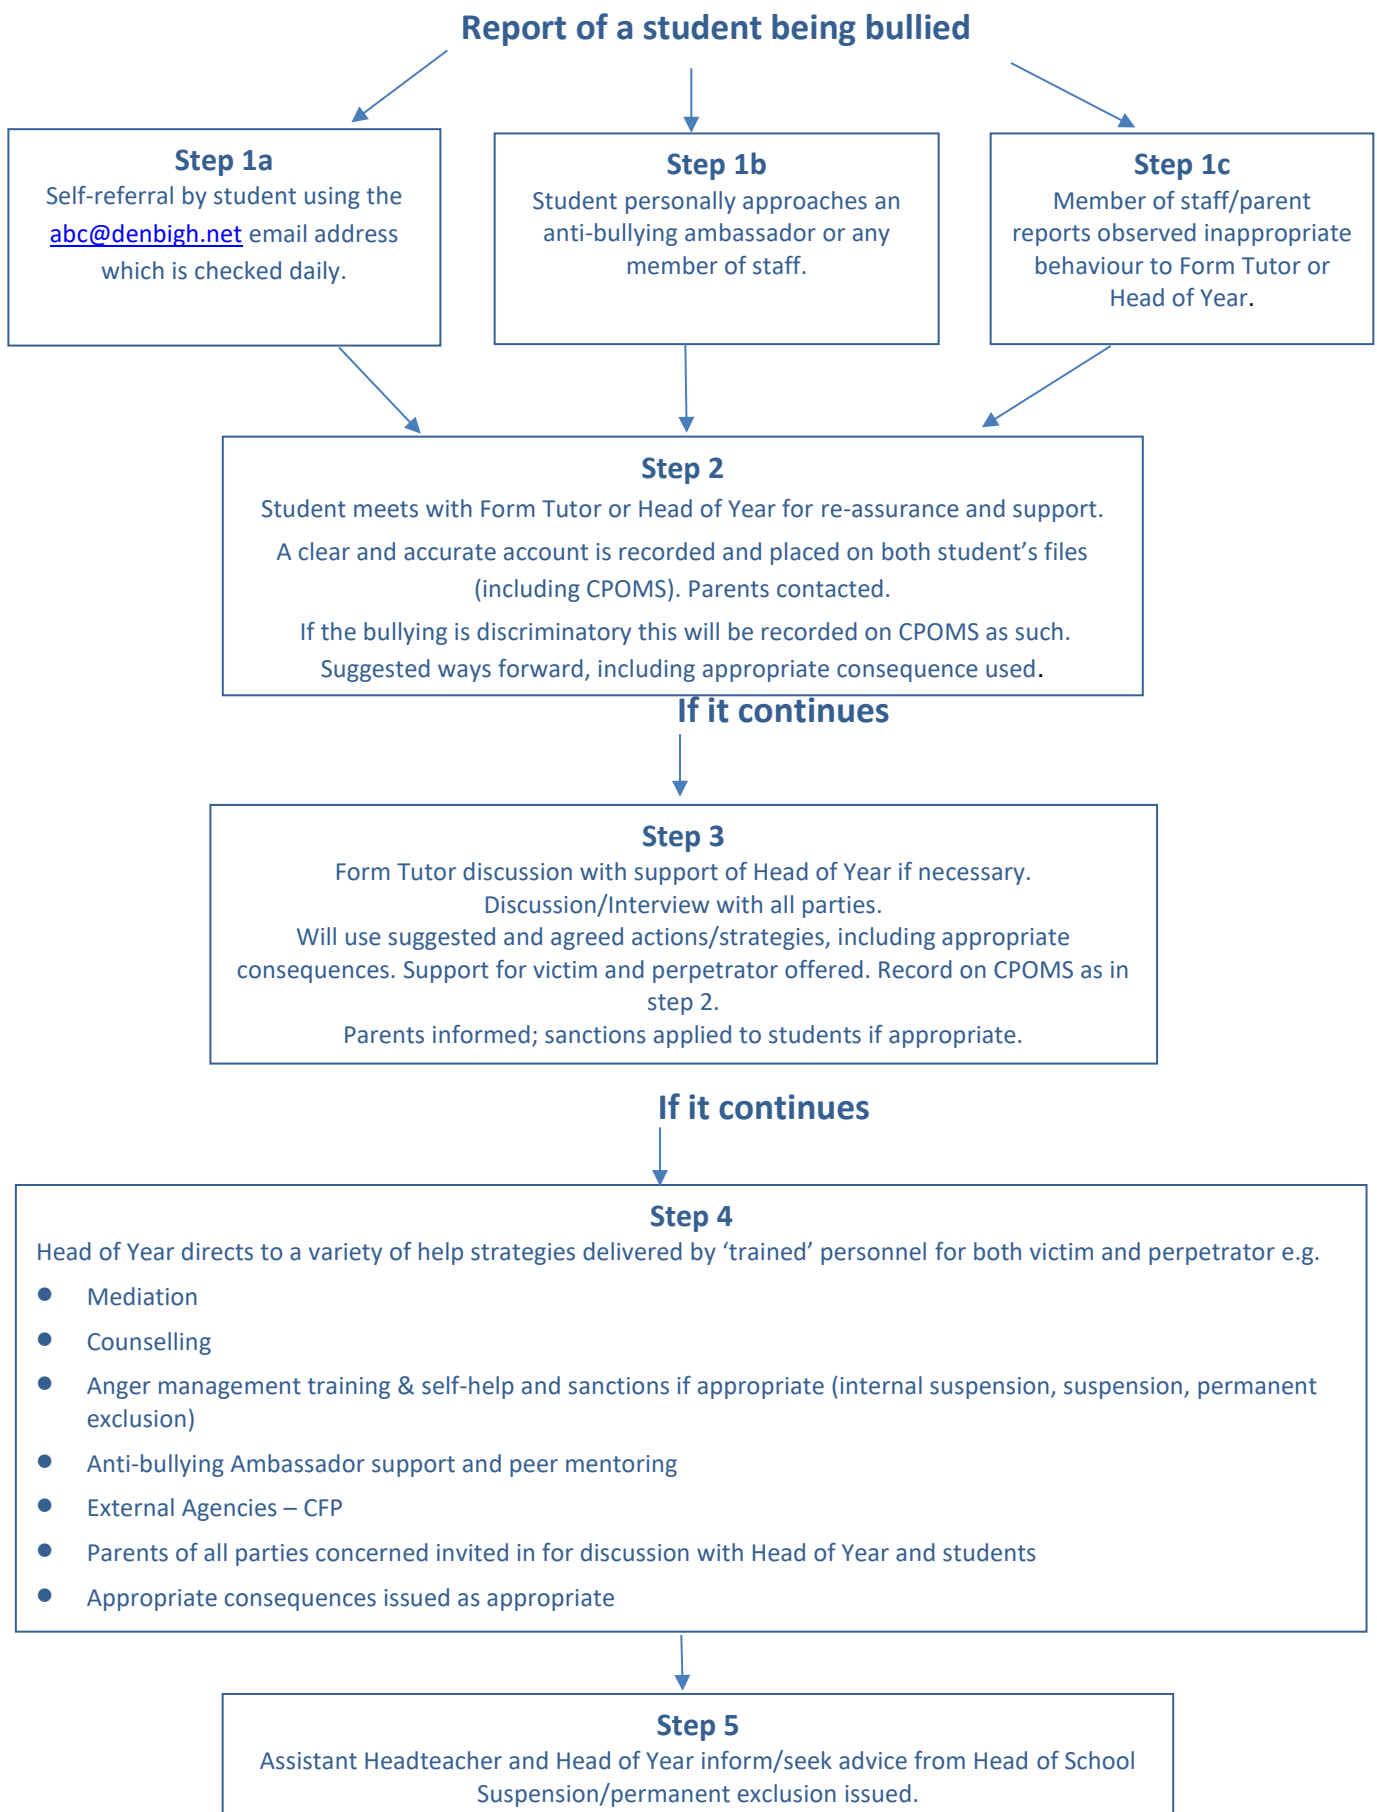 Report of a student being bullied
Step 1a
Self-referral by student using the
abc@denbigh.net email address
which is checked daily.
Step 1b
Student personally approaches an
anti-bullying ambassador or any
member of staff.
Step 1c
Member of staff/parent
reports observed inappropriate
behaviour to Form Tutor or
Head of Year.
Step 2
Student meets with Form Tutor or Head of Year for re-assurance and support.
A clear and accurate account is recorded and placed on both student’s files
(including CPOMS). Parents contacted.
If the bullying is discriminatory this will be recorded on CPOMS as such.
Suggested ways forward, including appropriate consequence used.
If it continues
Step 3
Form Tutor discussion with support of Head of Year if necessary.
Discussion/Interview with all parties.
Will use suggested and agreed actions/strategies, including appropriate
consequences. Support for victim and perpetrator offered. Record on CPOMS as in
step 2.
Parents informed; sanctions applied to students if appropriate.
If it continues
Step 4
Head of Year directs to a variety of help strategies delivered by ‘trained’ personnel for both victim and perpetrator e.g.
● Mediation
● Counselling
● Anger management training & self-help and sanctions if appropriate (internal suspension, suspension, permanent
exclusion)
● Anti-bullying Ambassador support and peer mentoring
● External Agencies – CFP
● Parents of all parties concerned invited in for discussion with Head of Year and students
● Appropriate consequences issued as appropriate
Step 5
Assistant Headteacher and Head of Year inform/seek advice from Head of School
Suspension/permanent exclusion issued.